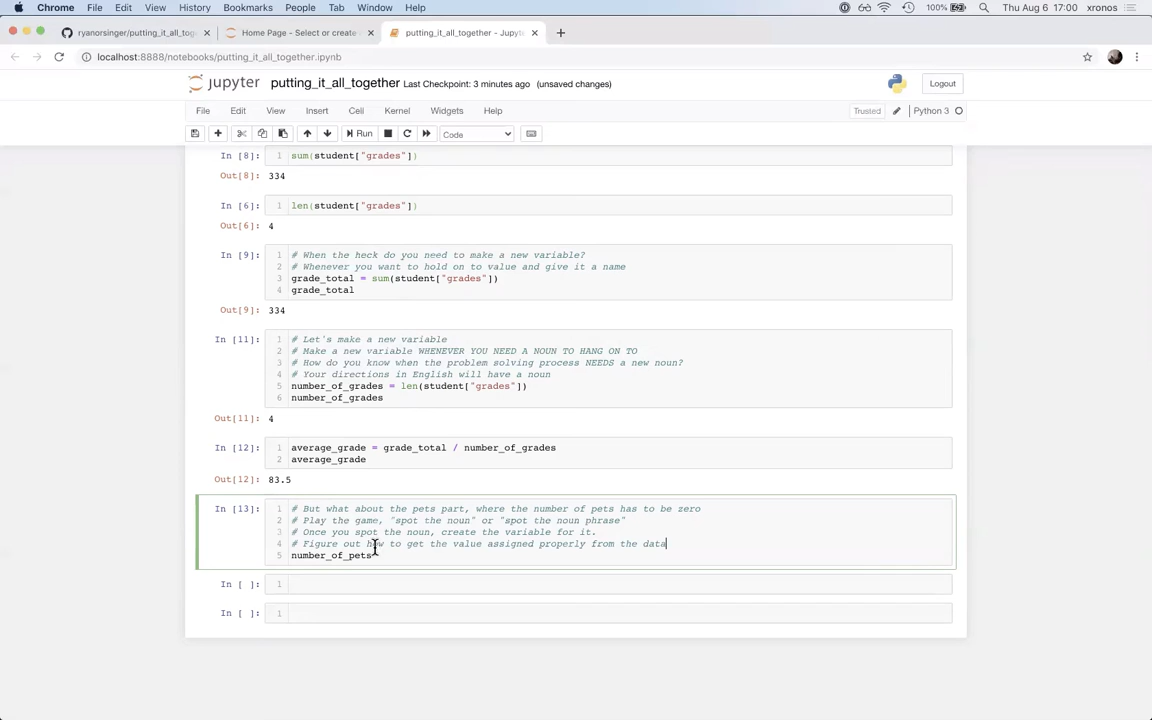 Chrome File Edit View History Bookmarks People Tab Window Help 100% Thu Aug 6 17:00 xronos
ryanorsinger/putting_it_all_tog × Home Page - Select or create × putting_it_all_together - Jupyt ×
localhost:8888/notebooks/putting_it_all_together.ipynb
jupyter putting_it_all_together Last Checkpoint: 3 minutes ago (unsaved changes) Logout
File Edit View Insert Cell Kernel Widgets Help Trusted Python 3
Run Code
In [8]: 1 sum(student["grades"])
Out[8]: 334
In [6]: 1 len(student["grades"])
Out[6]: 4
In [9]: 1 # When the heck do you need to make a new variable?
2 # Whenever you want to hold on to value and give it a name
3 grade_total = sum(student["grades"])
4 grade_total
Out[9]: 334
In [11]: 1 # Let's make a new variable
2 # Make a new variable WHENEVER YOU NEED A NOUN TO HANG ON TO
3 # How do you know when the problem solving process NEEDS a new noun?
4 # Your directions in English will have a noun
5 number_of_grades = len(student["grades"])
6 number_of_grades
Out[11]: 4
In [12]: 1 average_grade = grade_total / number_of_grades
2 average_grade
Out[12]: 83.5
In [13]: 1 # But what about the pets part, where the number of pets has to be zero
2 # Play the game, "spot the noun" or "spot the noun phrase"
3 # Once you spot the noun, create the variable for it.
4 # Figure out how to get the value assigned properly from the data
5 number_of_pets
In [ ]: 1
In [ ]: 1